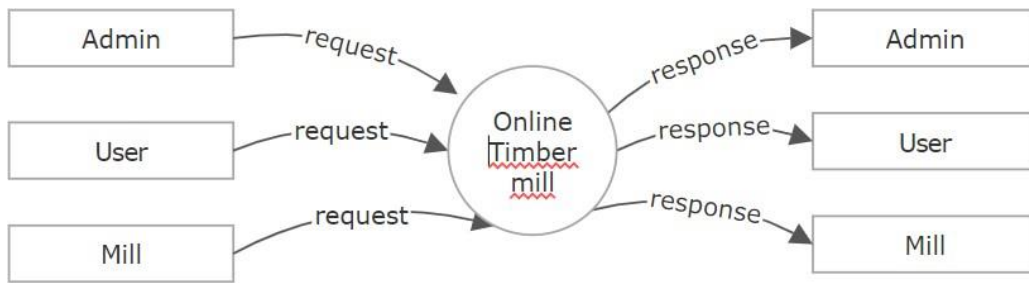 Admin
request
response
Admin
User
request
Online
Timber
mill
response
User
Mill
request
response
Mill